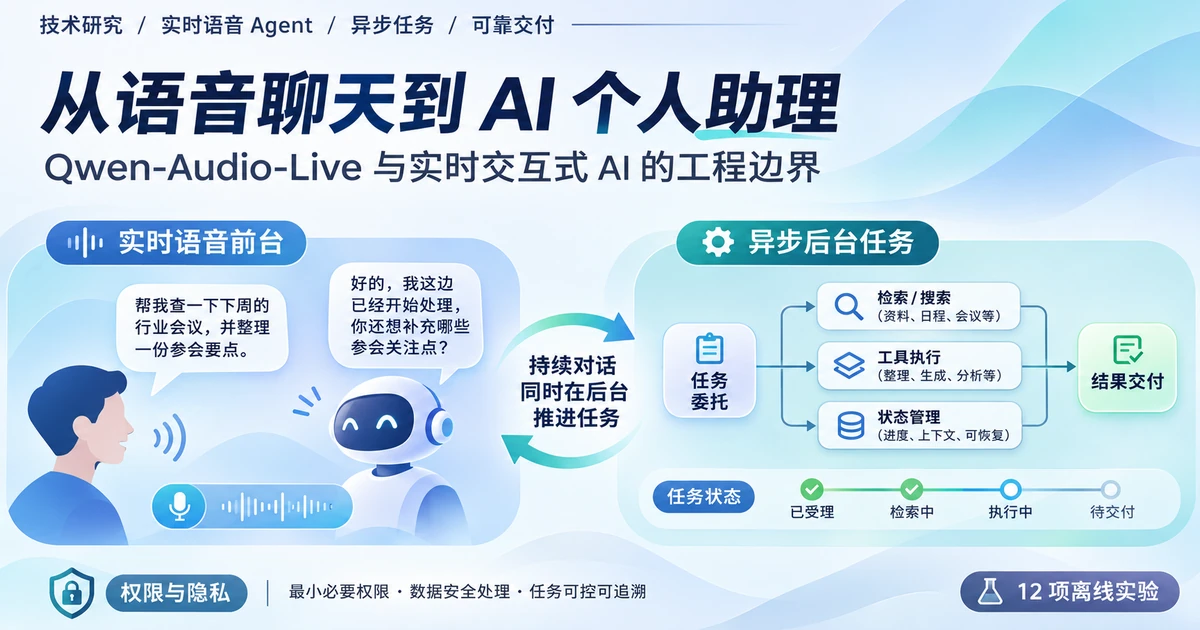 技术研究 / 实时语音 Agent / 异步任务 / 可靠交付
从语音聊天到 AI 个人助理
Qwen-Audio-Live 与实时交互式 AI 的工程边界
实时语音前台
帮我查一下下周的
行业会议，并整理
一份参会要点。
好的，我这边
已经开始处理，
你还想补充哪些
参会关注点？
持续对话
同时在后台
推进任务
异步后台任务
任务
委托
检索 / 搜索
（资料、日程、会议等）
工具执行
（整理、生成、分析等）
状态管理
（进度、上下文、可恢复）
结果交付
任务状态
已受理
检索中
执行中
待交付
权限与隐私
最小必要权限 · 数据安全处理 · 任务可控可追溯
12 项离线实验